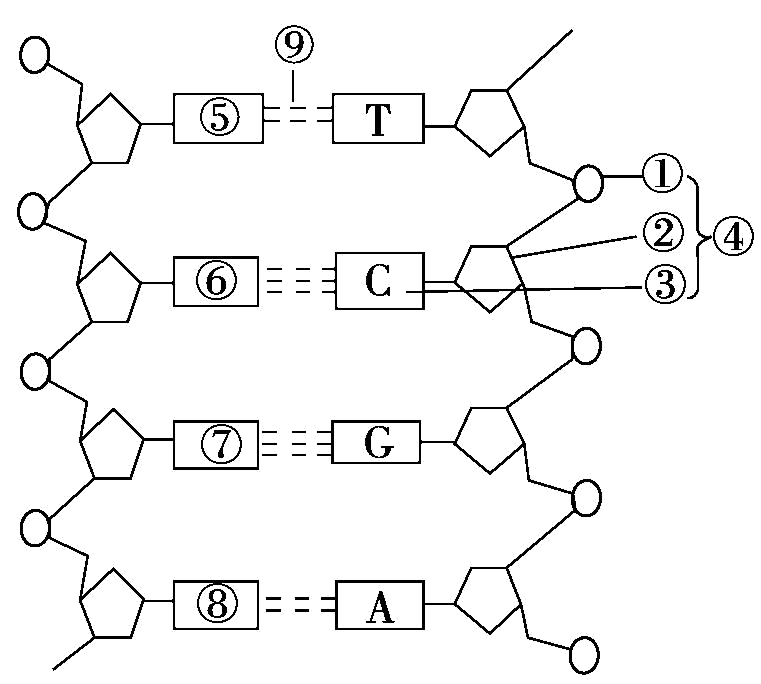 ⑨
⑤ T
①
② ④
⑥ C ③
⑦ G
⑧ A